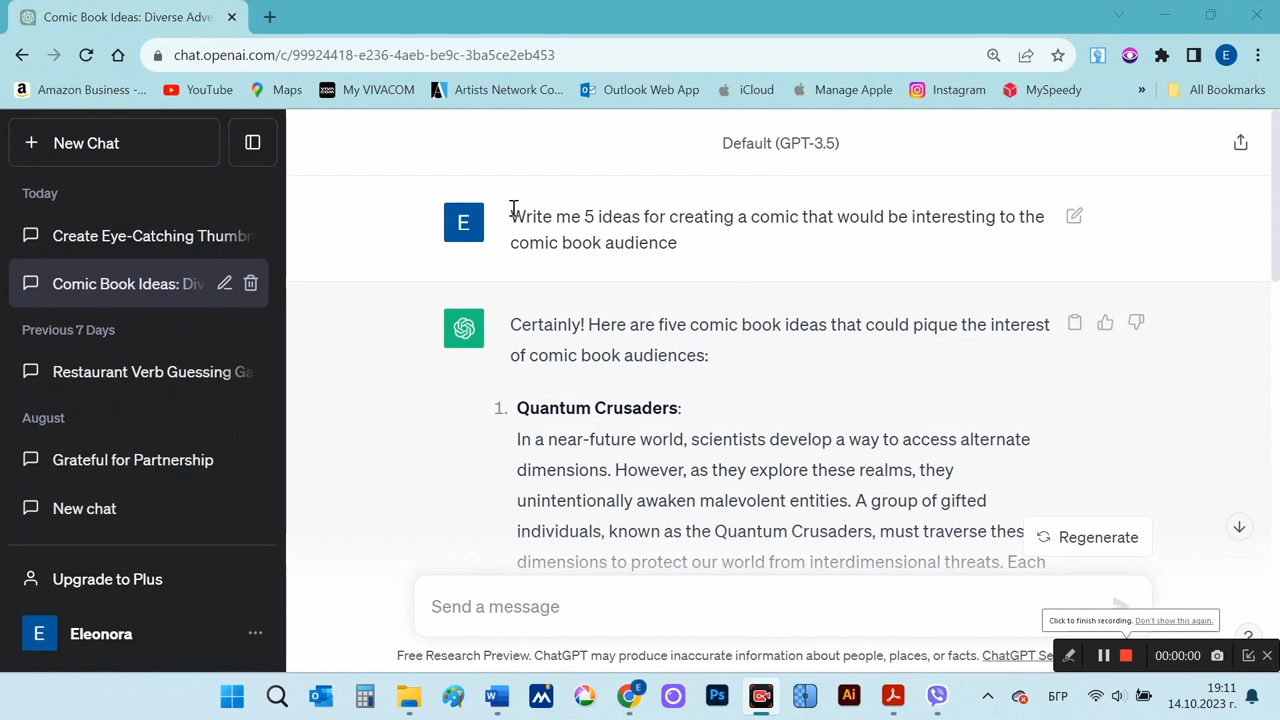 Comic Book Ideas: Diverse Adve
chat.openai.com/c/99924418-e236-4aeb-be9c-3ba5ce2eb453
E
Amazon Business -...
YouTube
Maps
My VIVACOM
Artists Network Co...
Outlook Web App
iCloud
Manage Apple
Instagram
MySpeedy
»
All Bookmarks
New Chat
Default (GPT-3.5)
Today
Create Eye-Catching Thumbn
Comic Book Ideas: Div
Previous 7 Days
Restaurant Verb Guessing Ga
August
Grateful for Partnership
New chat
Upgrade to Plus
E
Eleonora
E
Write me 5 ideas for creating a comic that would be interesting to the
comic book audience
Certainly! Here are five comic book ideas that could pique the interest
of comic book audiences:
1. Quantum Crusaders:
In a near-future world, scientists develop a way to access alternate
dimensions. However, as they explore these realms, they
unintentionally awaken malevolent entities. A group of gifted
individuals, known as the Quantum Crusaders, must traverse thes
dimensions to protect our world from interdimensional threats. Each
Regenerate
Send a message
Click to finish recording. Don't show this again.
?
Free Research Preview. ChatGPT may produce inaccurate information about people, places, or facts. ChatGPT Se
00:00:00
E
Ps
Ai
БГР
19:11
14.10.2023 г.